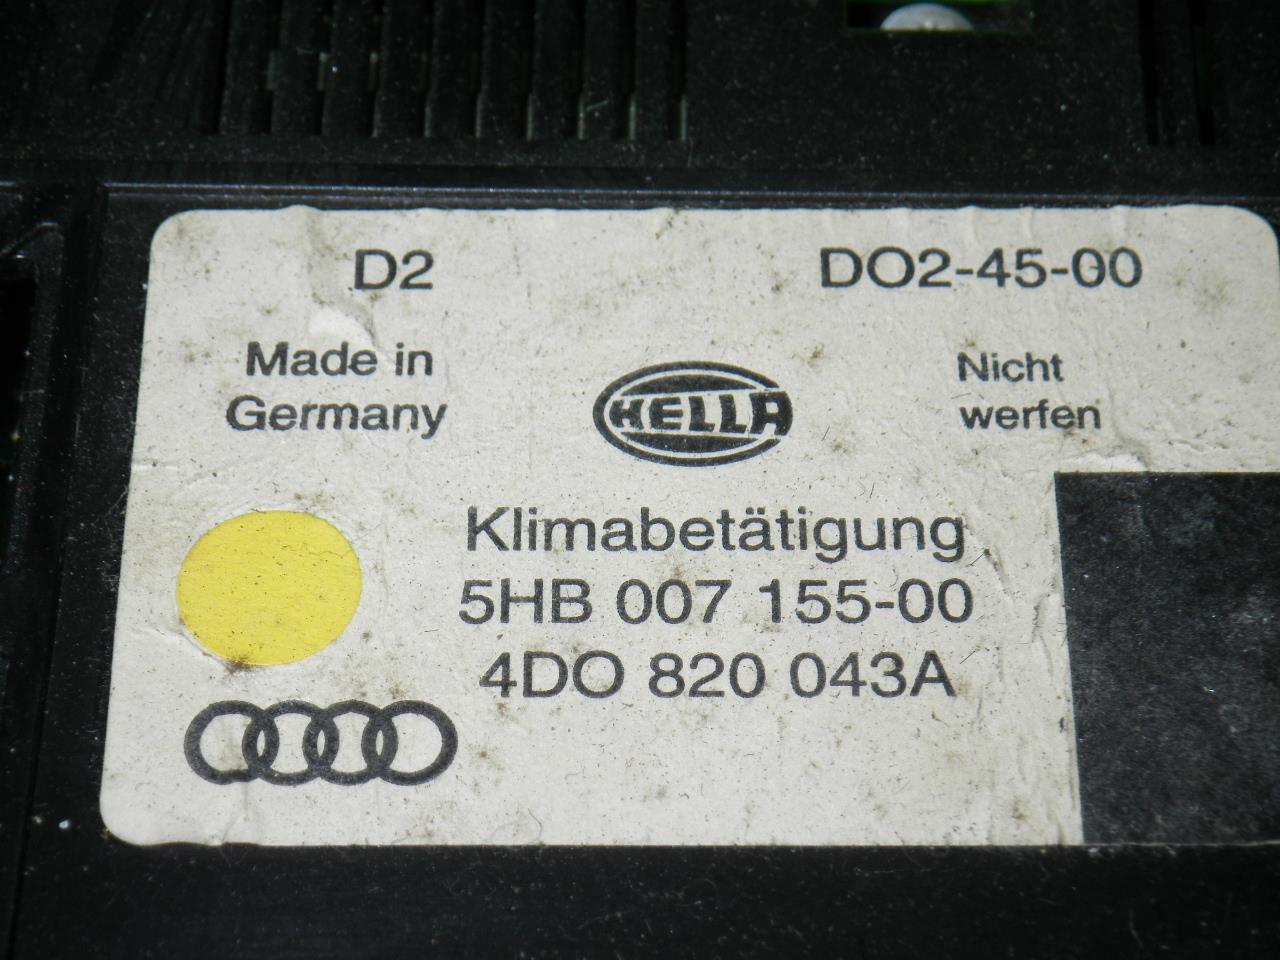 D2 DO2-45-00
Made in
Germany
HELLA
Nicht
werfen
Klimabetätigung
5HB 007 155-00
4DO 820 043A